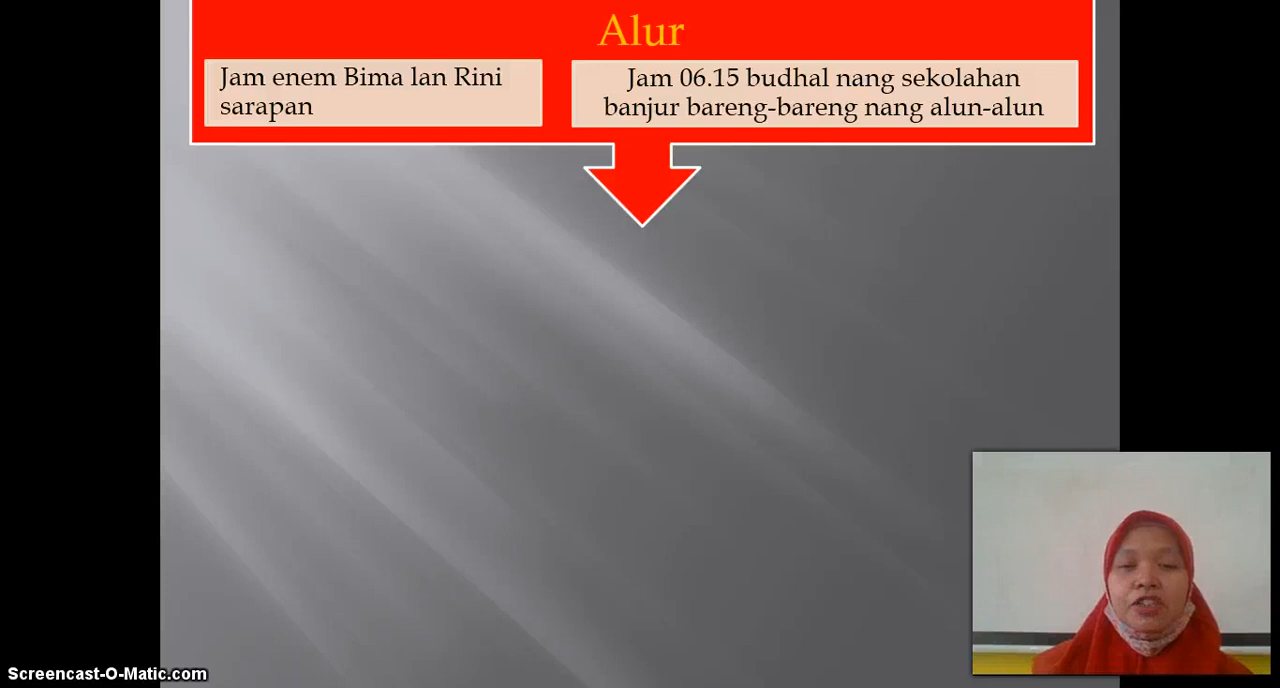 Alur
Jam enem Bima lan Rini
sarapan
Jam 06.15 budhal nang sekolahan
banjur bareng-bareng nang alun-alun
Screencast-O-Matic.com